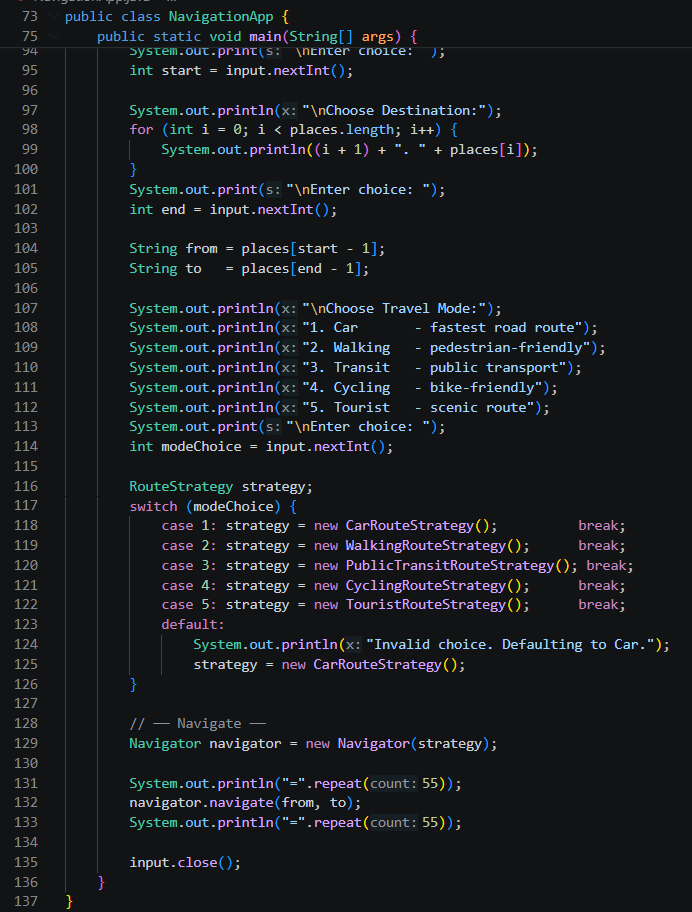 73 public class NavigationApp {
75 public static void main(String[] args) {
94 System.out.print(s: "\nEnter choice: ");
95 int start = input.nextInt();
96
97 System.out.println(x: "\nChoose Destination:");
98 for (int i = 0; i < places.length; i++) {
99 System.out.println((i + 1) + ". " + places[i]);
100 }
101 System.out.print(s: "\nEnter choice: ");
102 int end = input.nextInt();
103
104 String from = places[start - 1];
105 String to   = places[end - 1];
106
107 System.out.println(x: "\nChoose Travel Mode:");
108 System.out.println(x: "1. Car       - fastest road route");
109 System.out.println(x: "2. Walking   - pedestrian-friendly");
110 System.out.println(x: "3. Transit   - public transport");
111 System.out.println(x: "4. Cycling   - bike-friendly");
112 System.out.println(x: "5. Tourist   - scenic route");
113 System.out.print(s: "\nEnter choice: ");
114 int modeChoice = input.nextInt();
115
116 RouteStrategy strategy;
117 switch (modeChoice) {
118 case 1: strategy = new CarRouteStrategy();          break;
119 case 2: strategy = new WalkingRouteStrategy();      break;
120 case 3: strategy = new PublicTransitRouteStrategy(); break;
121 case 4: strategy = new CyclingRouteStrategy();      break;
122 case 5: strategy = new TouristRouteStrategy();      break;
123 default:
124 System.out.println(x: "Invalid choice. Defaulting to Car.");
125 strategy = new CarRouteStrategy();
126 }
127
128 // ── Navigate ──
129 Navigator navigator = new Navigator(strategy);
130
131 System.out.println("=".repeat(count: 55));
132 navigator.navigate(from, to);
133 System.out.println("=".repeat(count: 55));
134
135 input.close();
136 }
137 }